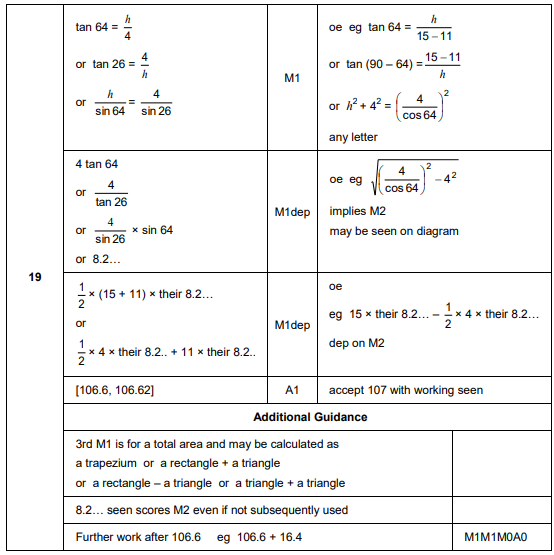 19
tan 64 = h/4
or tan 26 = 4/h
or h/sin 64 = 4/sin 26
M1
oe eg tan 64 = h/(15 – 11)
or tan (90 – 64) = (15 – 11)/h
or h² + 4² = (4/cos 64)²
any letter
4 tan 64
or 4/tan 26
or 4/sin 26 × sin 64
or 8.2…
M1dep
oe eg √((4/cos 64)² – 4²)
implies M2
may be seen on diagram
1/2 × (15 + 11) × their 8.2…
or
1/2 × 4 × their 8.2.. + 11 × their 8.2..
M1dep
oe
eg 15 × their 8.2… – 1/2 × 4 × their 8.2…
dep on M2
[106.6, 106.62]
A1
accept 107 with working seen
Additional Guidance
3rd M1 is for a total area and may be calculated as
a trapezium or a rectangle + a triangle
or a rectangle – a triangle or a triangle + a triangle
8.2… seen scores M2 even if not subsequently used
Further work after 106.6 eg 106.6 + 16.4
M1M1M0A0